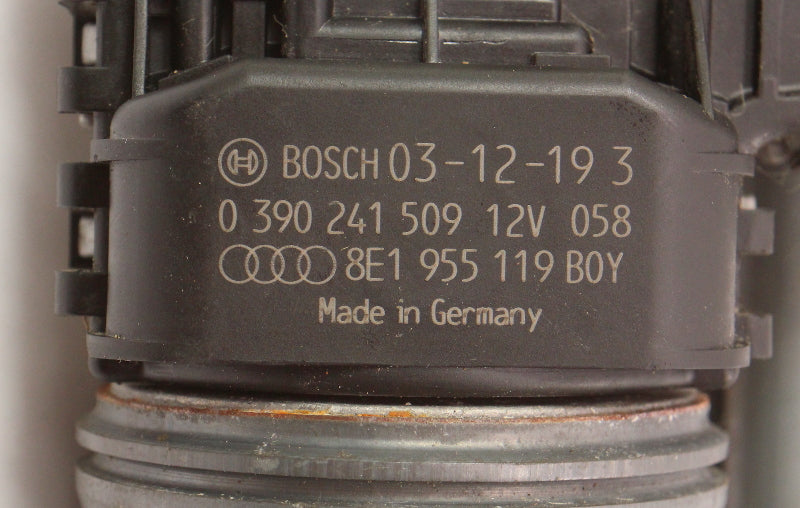 BOSCH 03-12-19 3
0 390 241 509 12V 058
8E1 955 119 BOY
Made in Germany